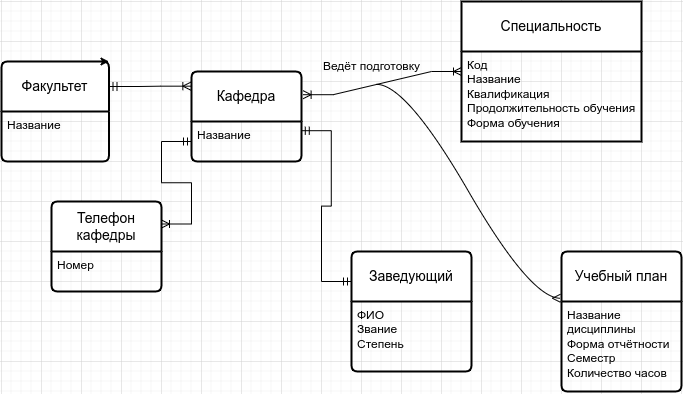 Специальность
Код
Название
Квалификация
Продолжительность обучения
Форма обучения
Ведёт подготовку
Факультет
Название
Кафедра
Название
Телефон
кафедры
Номер
Заведующий
ФИО
Звание
Степень
Учебный план
Название
дисциплины
Форма отчётности
Семестр
Количество часов